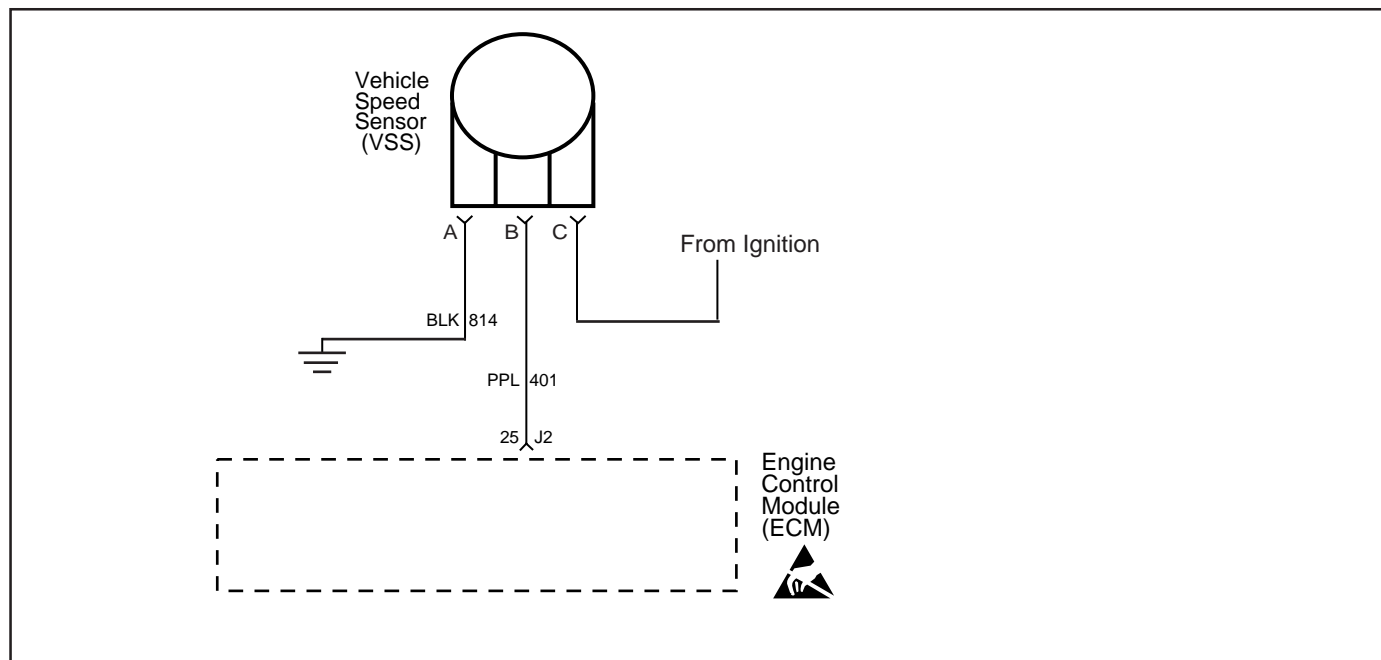 Vehicle
Speed
Sensor
(VSS)
A B C
From Ignition
BLK 814
PPL 401
25 J2
Engine
Control
Module
(ECM)